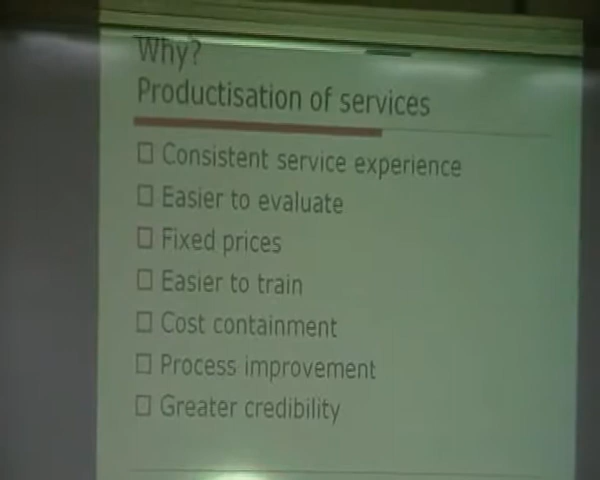 Why?
Productisation of services
Consistent service experience
Easier to evaluate
Fixed prices
Easier to train
Cost containment
Process improvement
Greater credibility